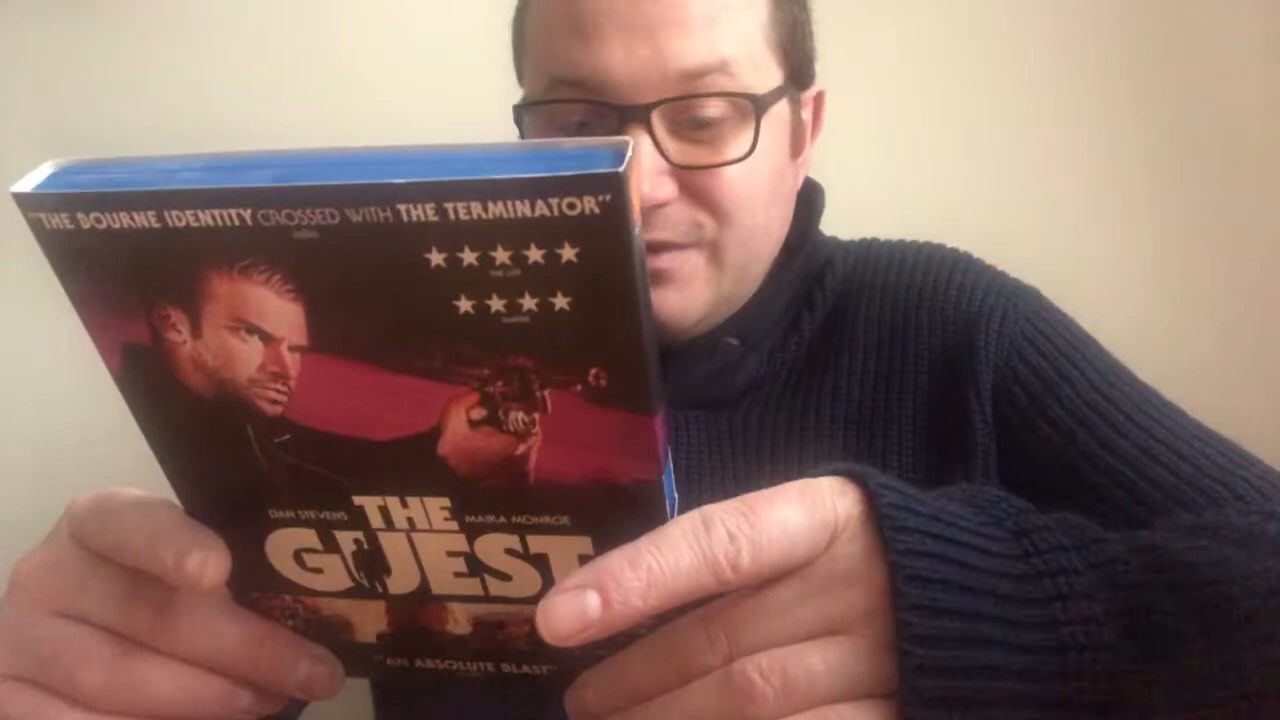 "THE BOURNE IDENTITY CROSSED WITH THE TERMINATOR"
DAN STEVENS
MAIKA MONROE
THE
GUEST
"AN ABSOLUTE BLAST"